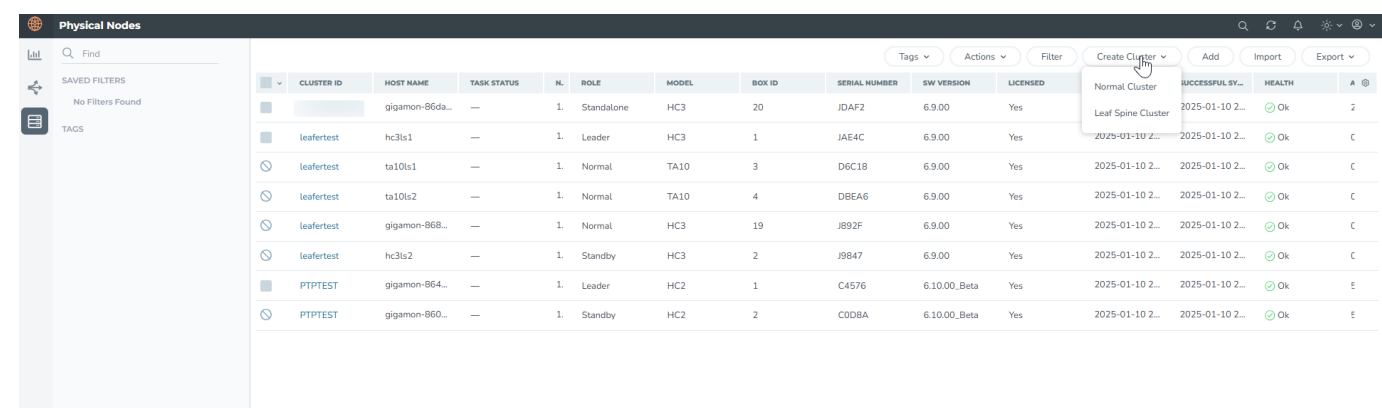 Physical Nodes
Find
Tags Actions Filter Create Cluster Add Import Export
SAVED FILTERS
No Filters Found
TAGS
Normal Cluster
Leaf Spine Cluster
CLUSTER ID HOST NAME TASK STATUS N. ROLE MODEL BOX ID SERIAL NUMBER SW VERSION LICENSED SUCCESSFUL SY... HEALTH A
gigamon-86da... — 1. Standalone HC3 20 JDAF2 6.9.00 Yes 2025-01-10 2... Ok 2
leafertest hc3ls1 — 1. Leader HC3 1 JAE4C 6.9.00 Yes 2025-01-10 2... 2025-01-10 2... Ok
leafertest ta10ls1 — 1. Normal TA10 3 D6C18 6.9.00 Yes 2025-01-10 2... 2025-01-10 2... Ok
leafertest ta10ls2 — 1. Normal TA10 4 DBEA6 6.9.00 Yes 2025-01-10 2... 2025-01-10 2... Ok
leafertest gigamon-868... — 1. Normal HC3 19 J892F 6.9.00 Yes 2025-01-10 2... 2025-01-10 2... Ok
leafertest hc3ls2 — 1. Standby HC3 2 J9847 6.9.00 Yes 2025-01-10 2... 2025-01-10 2... Ok
PTPTEST gigamon-864... — 1. Leader HC2 1 C4576 6.10.00_Beta Yes 2025-01-10 2... 2025-01-10 2... Ok
PTPTEST gigamon-860... — 1. Standby HC2 2 C0D8A 6.10.00_Beta Yes 2025-01-10 2... 2025-01-10 2... Ok